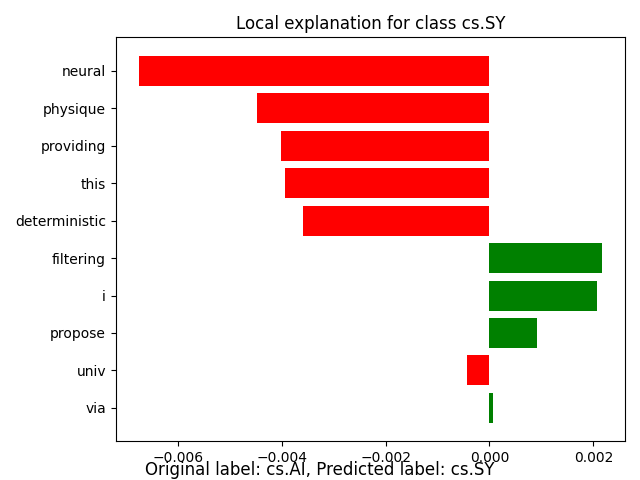 Local explanation for class cs.SY
neural
physique
providing
this
deterministic
filtering
i
propose
univ
via
−0.006 −0.004 −0.002 0.000 0.002
Original label: cs.AI, Predicted label: cs.SY